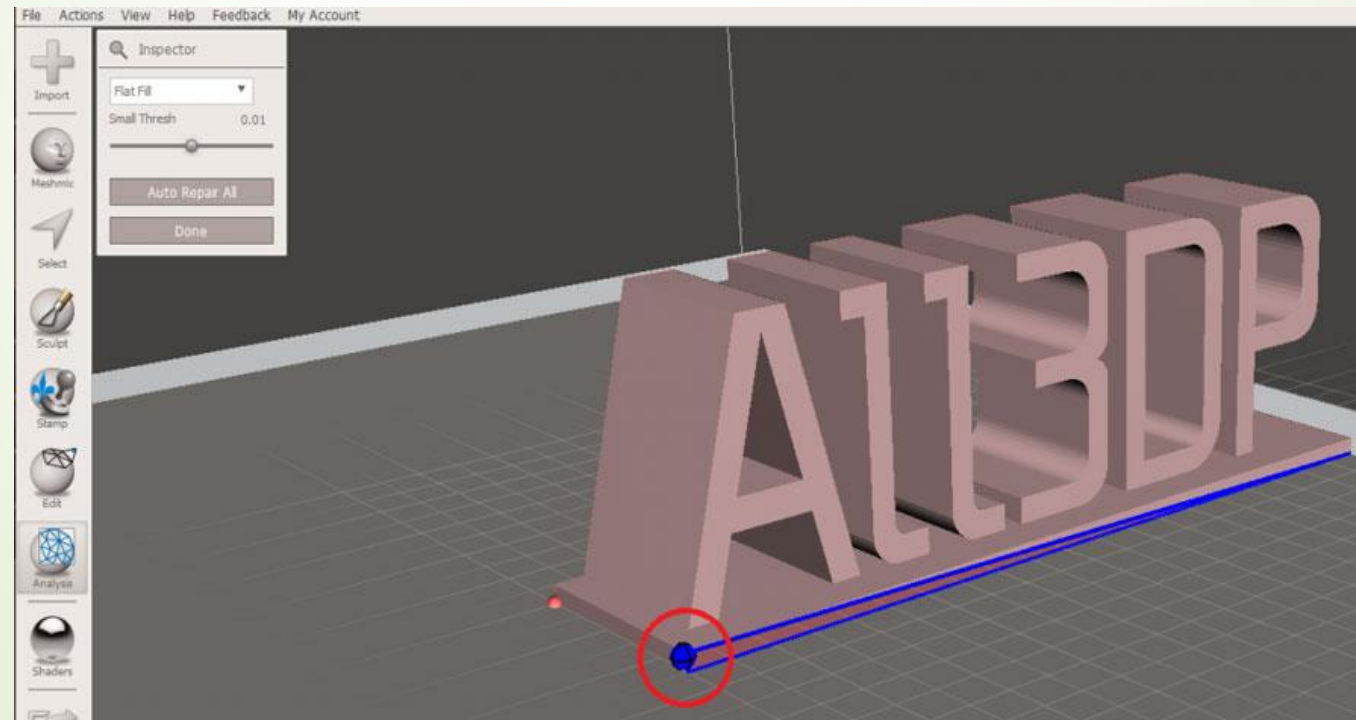 File Actions View Help Feedback My Account
Inspector
Import
Flat Fill
Small Thresh 0.01
Meshmix
Auto Repair All
Done
Select
Sculpt
Stamp
Edit
Analysis
Shaders
All3DP